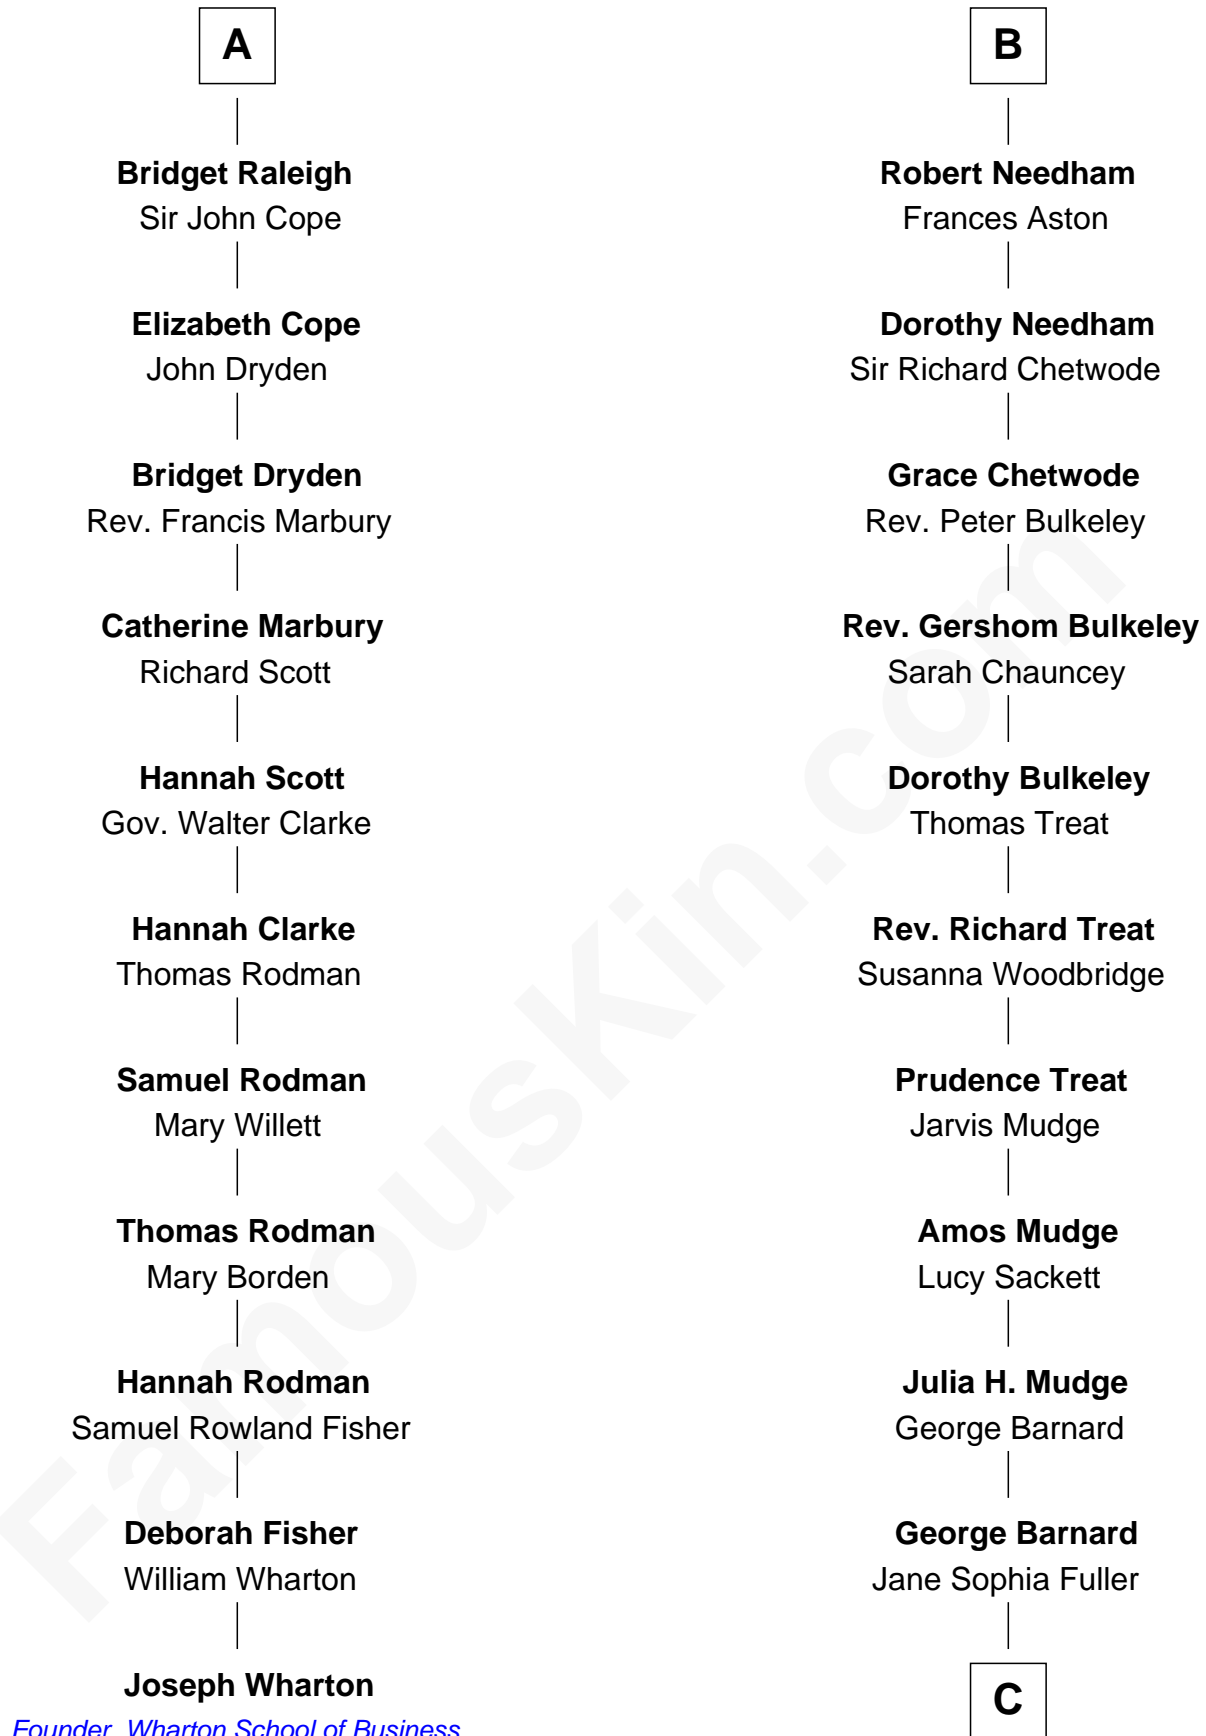 A
Bridget Raleigh
Sir John Cope
Elizabeth Cope
John Dryden
Bridget Dryden
Rev. Francis Marbury
Catherine Marbury
Richard Scott
Hannah Scott
Gov. Walter Clarke
Hannah Clarke
Thomas Rodman
Samuel Rodman
Mary Willett
Thomas Rodman
Mary Borden
Hannah Rodman
Samuel Rowland Fisher
Deborah Fisher
William Wharton
Joseph Wharton
Founder, Wharton School of Business
B
Robert Needham
Frances Aston
Dorothy Needham
Sir Richard Chetwode
Grace Chetwode
Rev. Peter Bulkeley
Rev. Gershom Bulkeley
Sarah Chauncey
Dorothy Bulkeley
Thomas Treat
Rev. Richard Treat
Susanna Woodbridge
Prudence Treat
Jarvis Mudge
Amos Mudge
Lucy Sackett
Julia H. Mudge
George Barnard
George Barnard
Jane Sophia Fuller
C
FamousKin.com